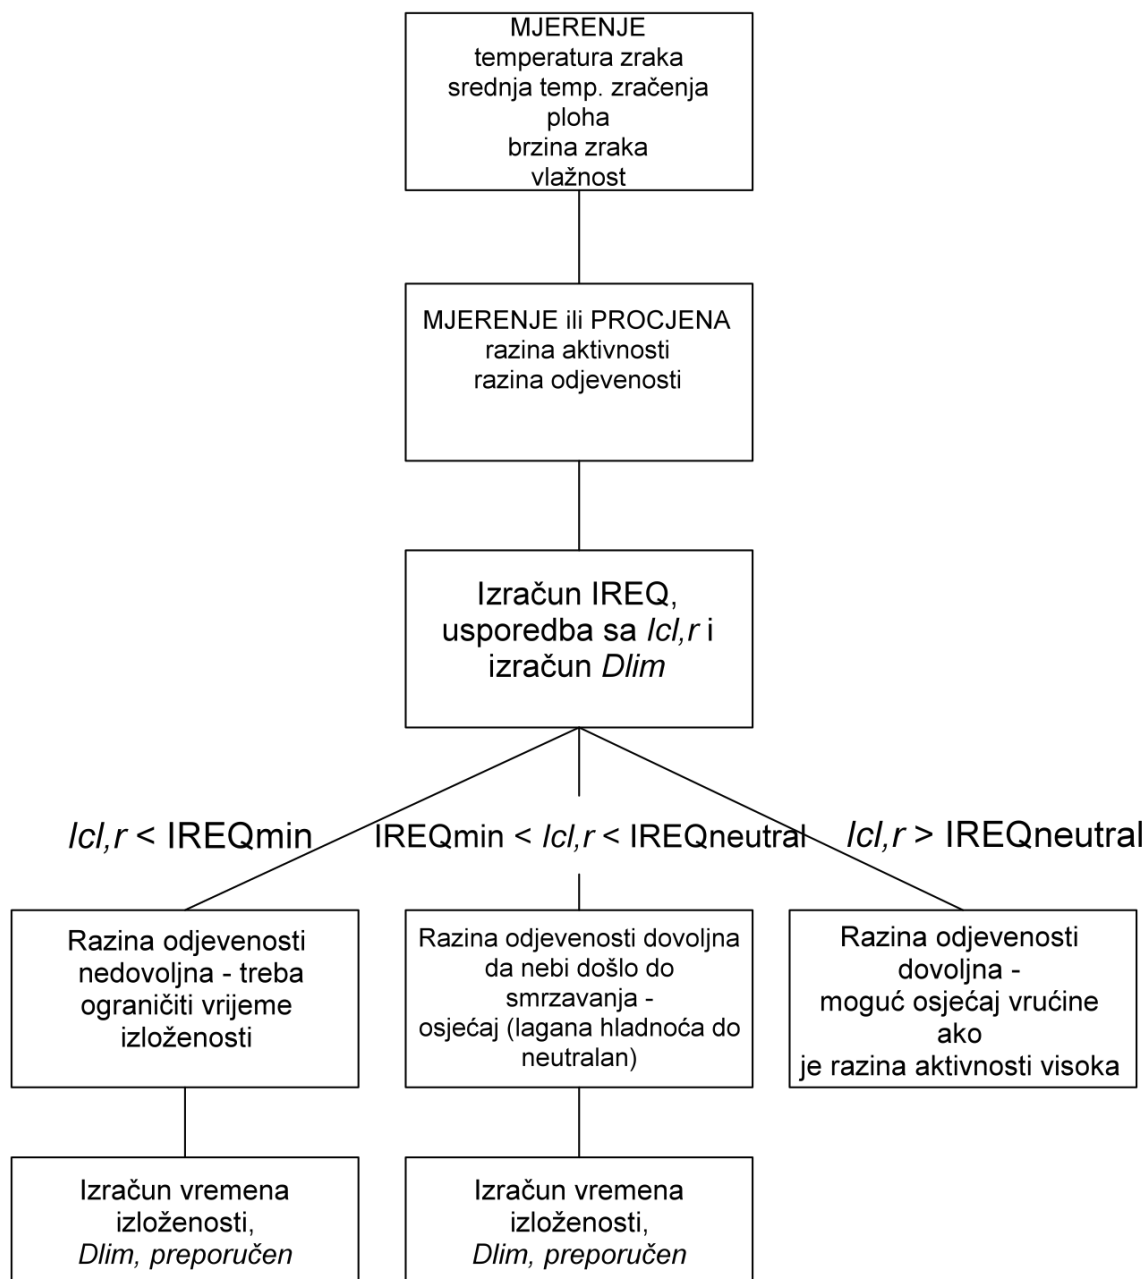 MJERENJE
temperatura zraka
srednja temp. zračenja
ploha
brzina zraka
vlažnost
MJERENJE ili PROCJENA
razina aktivnosti
razina odjevenosti
Izračun IREQ,
usporedba sa Icl,r i
izračun Dlim
Icl,r < IREQmin
IREQmin < Icl,r < IREQneutral
Icl,r > IREQneutral
Razina odjevenosti
nedovoljna - treba
ograničiti vrijeme
izloženosti
Razina odjevenosti dovoljna
da nebi došlo do
smrzavanja -
osjećaj (lagana hladnoća do
neutralan)
Razina odjevenosti
dovoljna -
moguć osjećaj vrućine
ako
je razina aktivnosti visoka
Izračun vremena
izloženosti,
Dlim, preporučen
Izračun vremena
izloženosti,
Dlim, preporučen